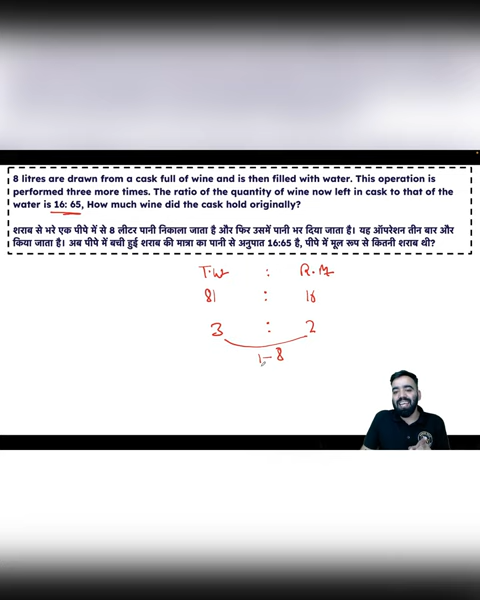 8 litres are drawn from a cask full of wine and is then filled with water. This operation is
performed three more times. The ratio of the quantity of wine now left in cask to that of the
water is 16: 65, How much wine did the cask hold originally?
शराब से भरे एक पीपे में से 8 लीटर पानी निकाला जाता है और फिर उसमें पानी भर दिया जाता है। यह ऑपरेशन तीन बार और
किया जाता है। अब पीपे में बची हुई शराब की मात्रा का पानी से अनुपात 16:65 है, पीपे में मूल रूप से कितनी शराब थी?
T.W : R.W
81 : 16
3 : 2
1 - 8